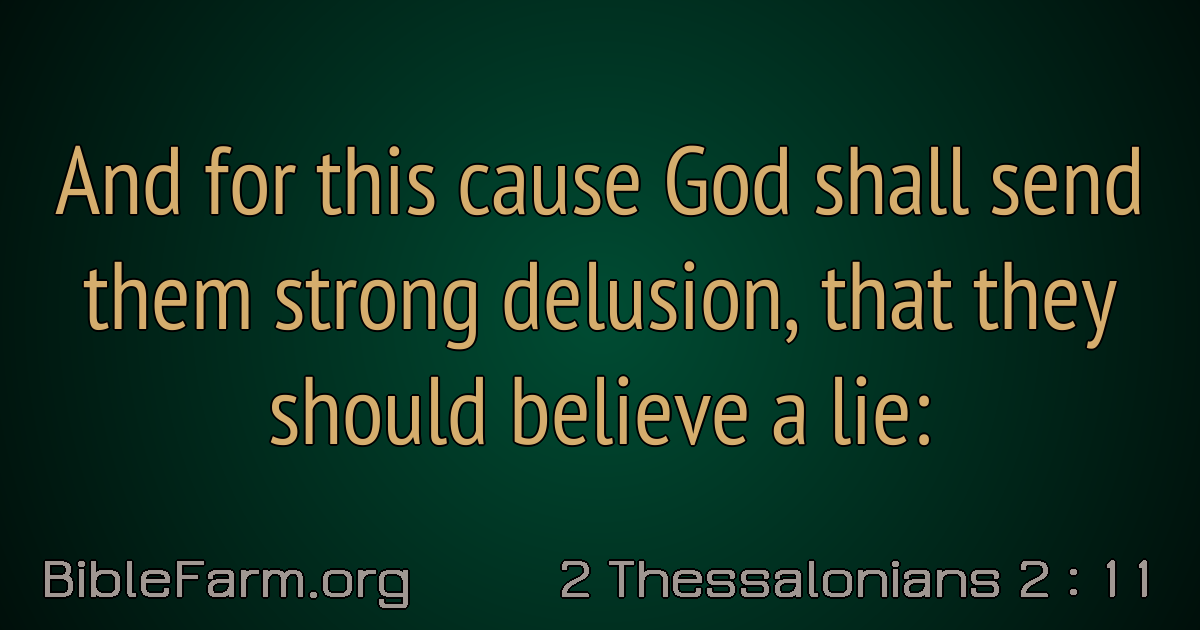 And for this cause God shall send
them strong delusion, that they
should believe a lie:
BibleFarm.org
2 Thessalonians 2 : 11